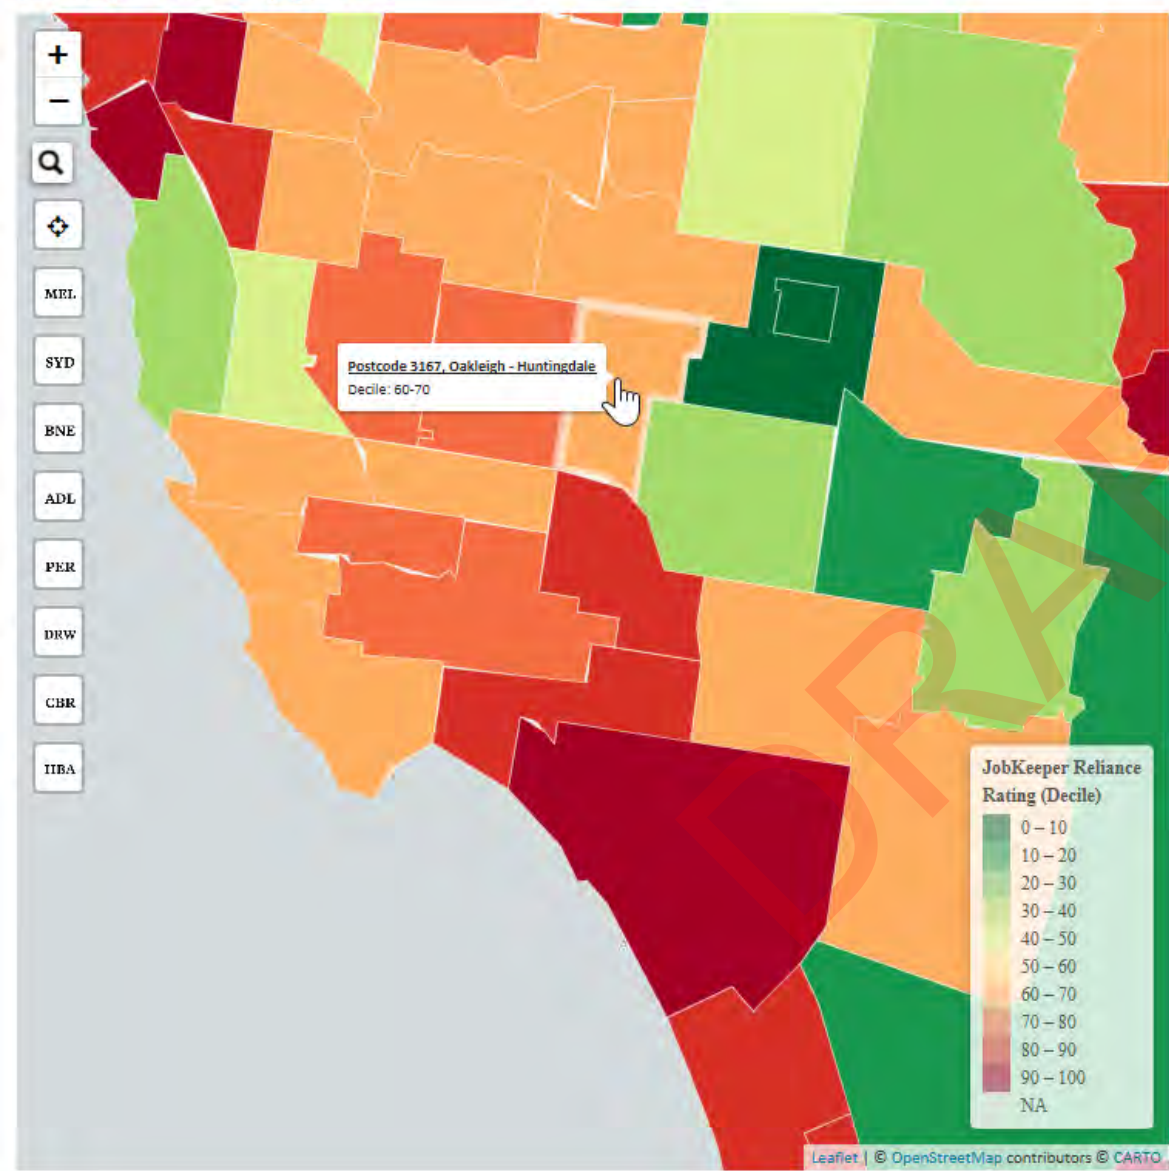 +
−
MEL
SYD
BNE
ADL
PER
DRW
CBR
HBA
Postcode 3167, Oakleigh - Huntingdale
Decile: 60-70
DRAF
JobKeeper Reliance
Rating (Decile)
0 – 10
10 – 20
20 – 30
30 – 40
40 – 50
50 – 60
60 – 70
70 – 80
80 – 90
90 – 100
NA
Leaflet | © OpenStreetMap contributors © CARTO